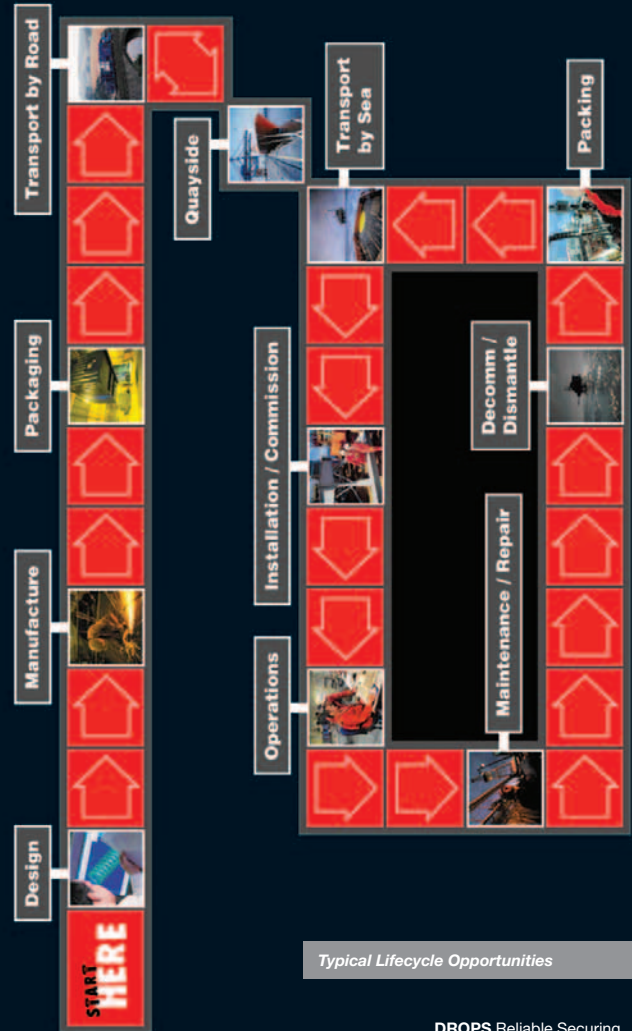 START
HERE
Design
Manufacture
Packaging
Transport by Road
Quayside
Transport
by Sea
Installation / Commission
Operations
Maintenance / Repair
Decomm /
Dismantle
Packing
Typical Lifecycle Opportunities
DROPS Reliable Securing